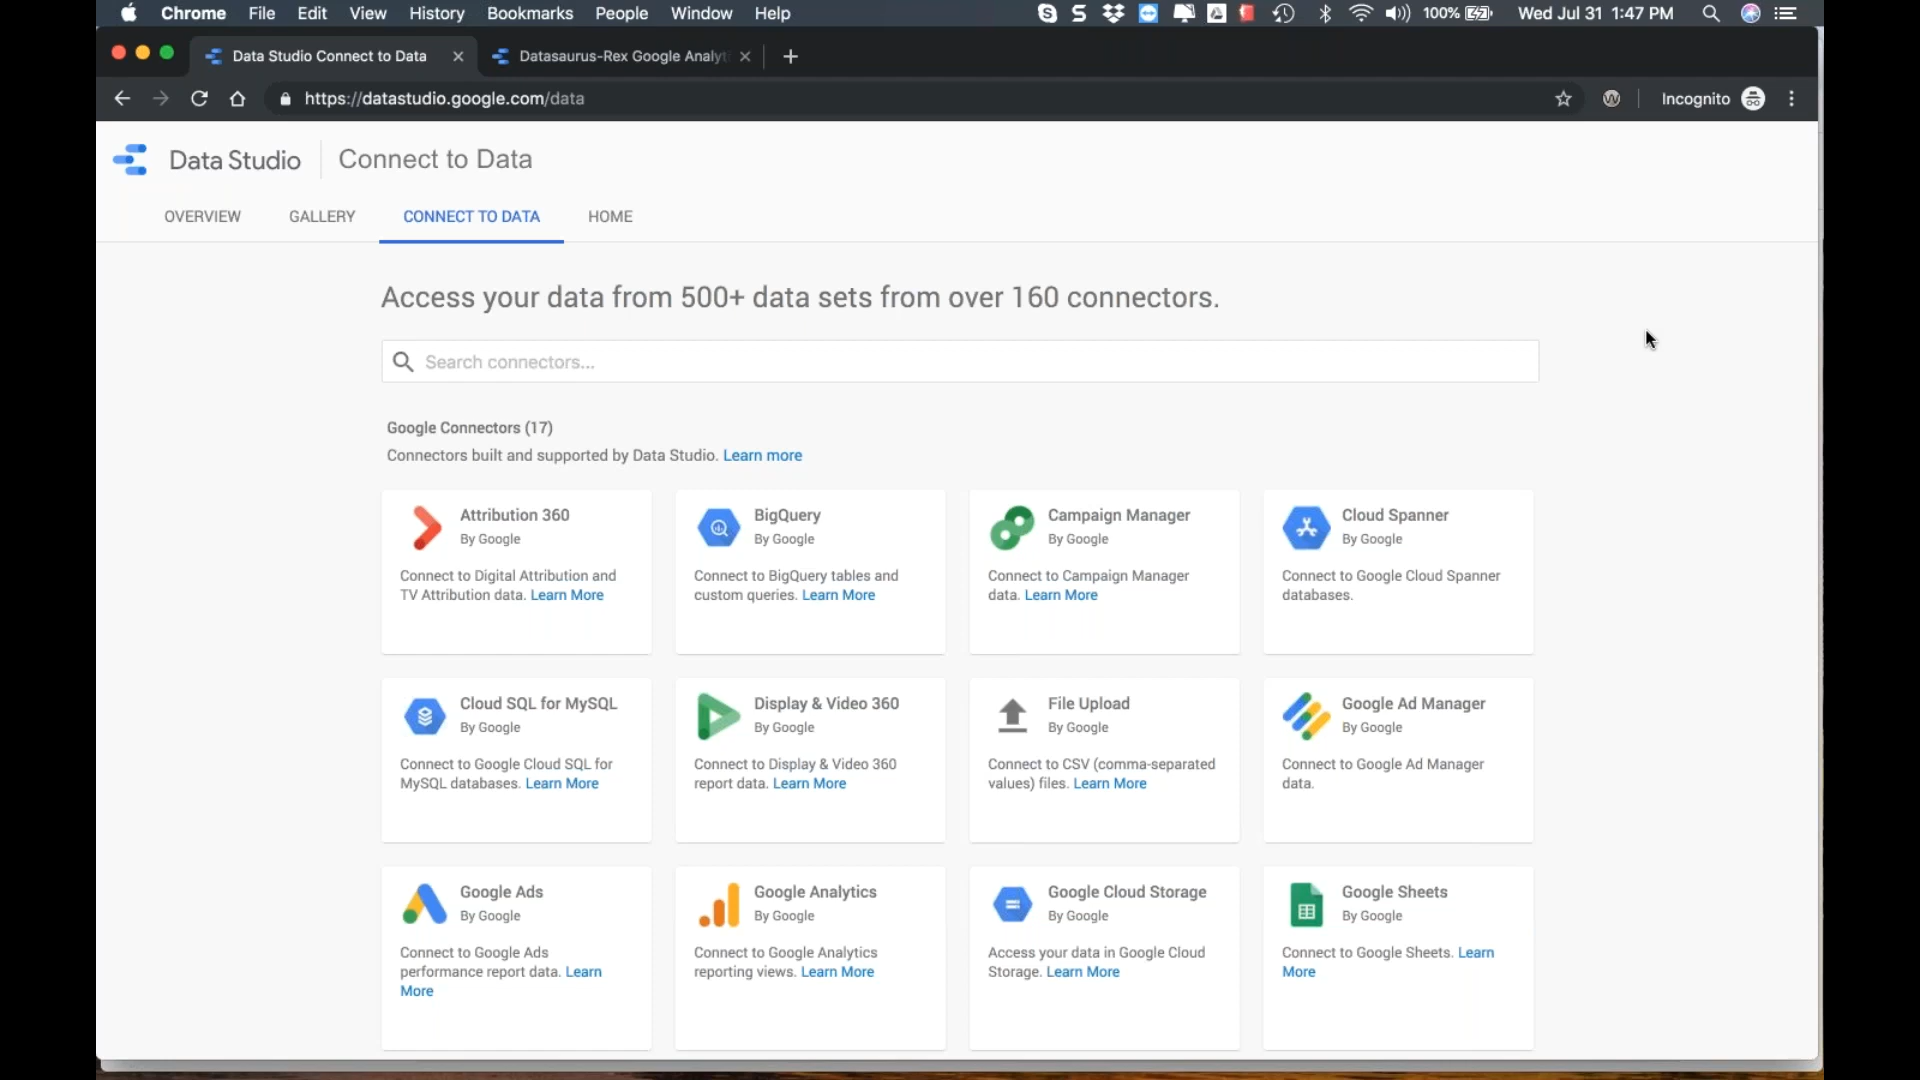 Chrome File Edit View History Bookmarks People Window Help 100% Wed Jul 31 1:47 PM
Data Studio Connect to Data Datasaurus-Rex Google Analyt
https://datastudio.google.com/data Incognito
Data Studio Connect to Data
OVERVIEW GALLERY CONNECT TO DATA HOME
Access your data from 500+ data sets from over 160 connectors.
Search connectors...
Google Connectors (17)
Connectors built and supported by Data Studio. Learn more
Attribution 360
By Google
Connect to Digital Attribution and
TV Attribution data. Learn More
BigQuery
By Google
Connect to BigQuery tables and
custom queries. Learn More
Campaign Manager
By Google
Connect to Campaign Manager
data. Learn More
Cloud Spanner
By Google
Connect to Google Cloud Spanner
databases.
Cloud SQL for MySQL
By Google
Connect to Google Cloud SQL for
MySQL databases. Learn More
Display & Video 360
By Google
Connect to Display & Video 360
report data. Learn More
File Upload
By Google
Connect to CSV (comma-separated
values) files. Learn More
Google Ad Manager
By Google
Connect to Google Ad Manager
data.
Google Ads
By Google
Connect to Google Ads
performance report data. Learn
More
Google Analytics
By Google
Connect to Google Analytics
reporting views. Learn More
Google Cloud Storage
By Google
Access your data in Google Cloud
Storage. Learn More
Google Sheets
By Google
Connect to Google Sheets. Learn
More